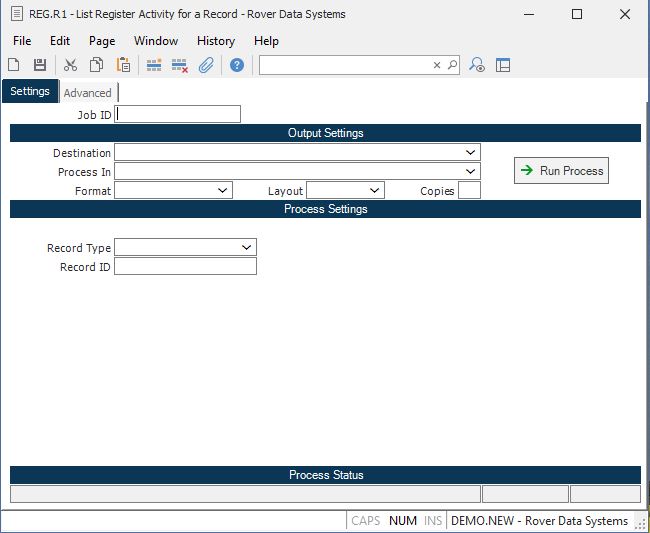 REG.R1 - List Register Activity for a Record - Rover Data Systems
File Edit Page Window History Help
Settings Advanced
Job ID
Output Settings
Destination
Process In
Run Process
Format Layout Copies
Process Settings
Record Type
Record ID
Process Status
CAPS NUM INS DEMO.NEW - Rover Data Systems